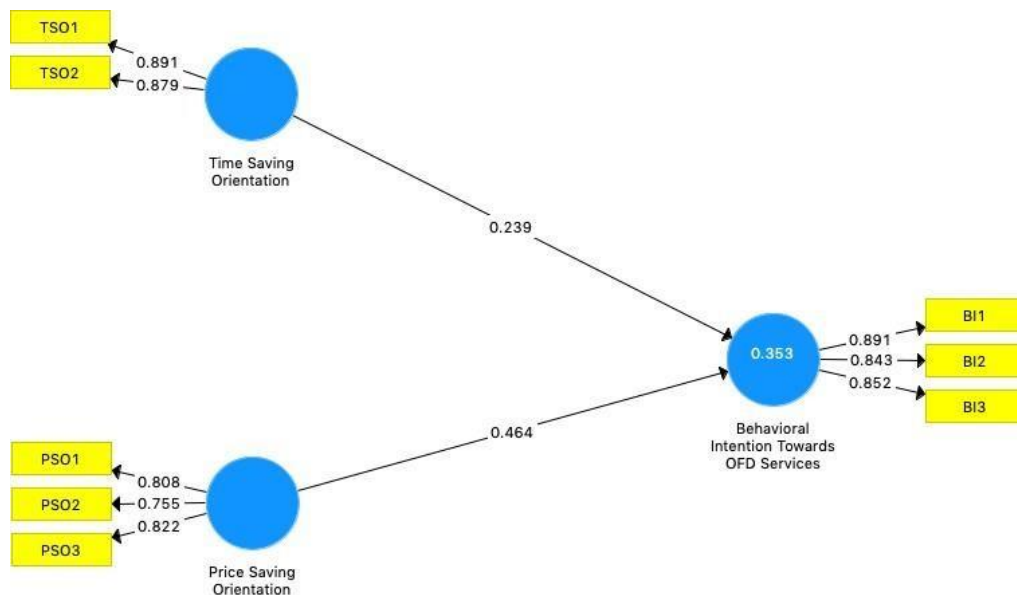 TSO1
0.891
TSO2
0.879
Time Saving
Orientation
0.239
BI1
0.891
0.353
0.843
BI2
0.852
BI3
Behavioral
Intention Towards
OFD Services
0.464
PSO1
0.808
PSO2
0.755
0.822
PSO3
Price Saving
Orientation